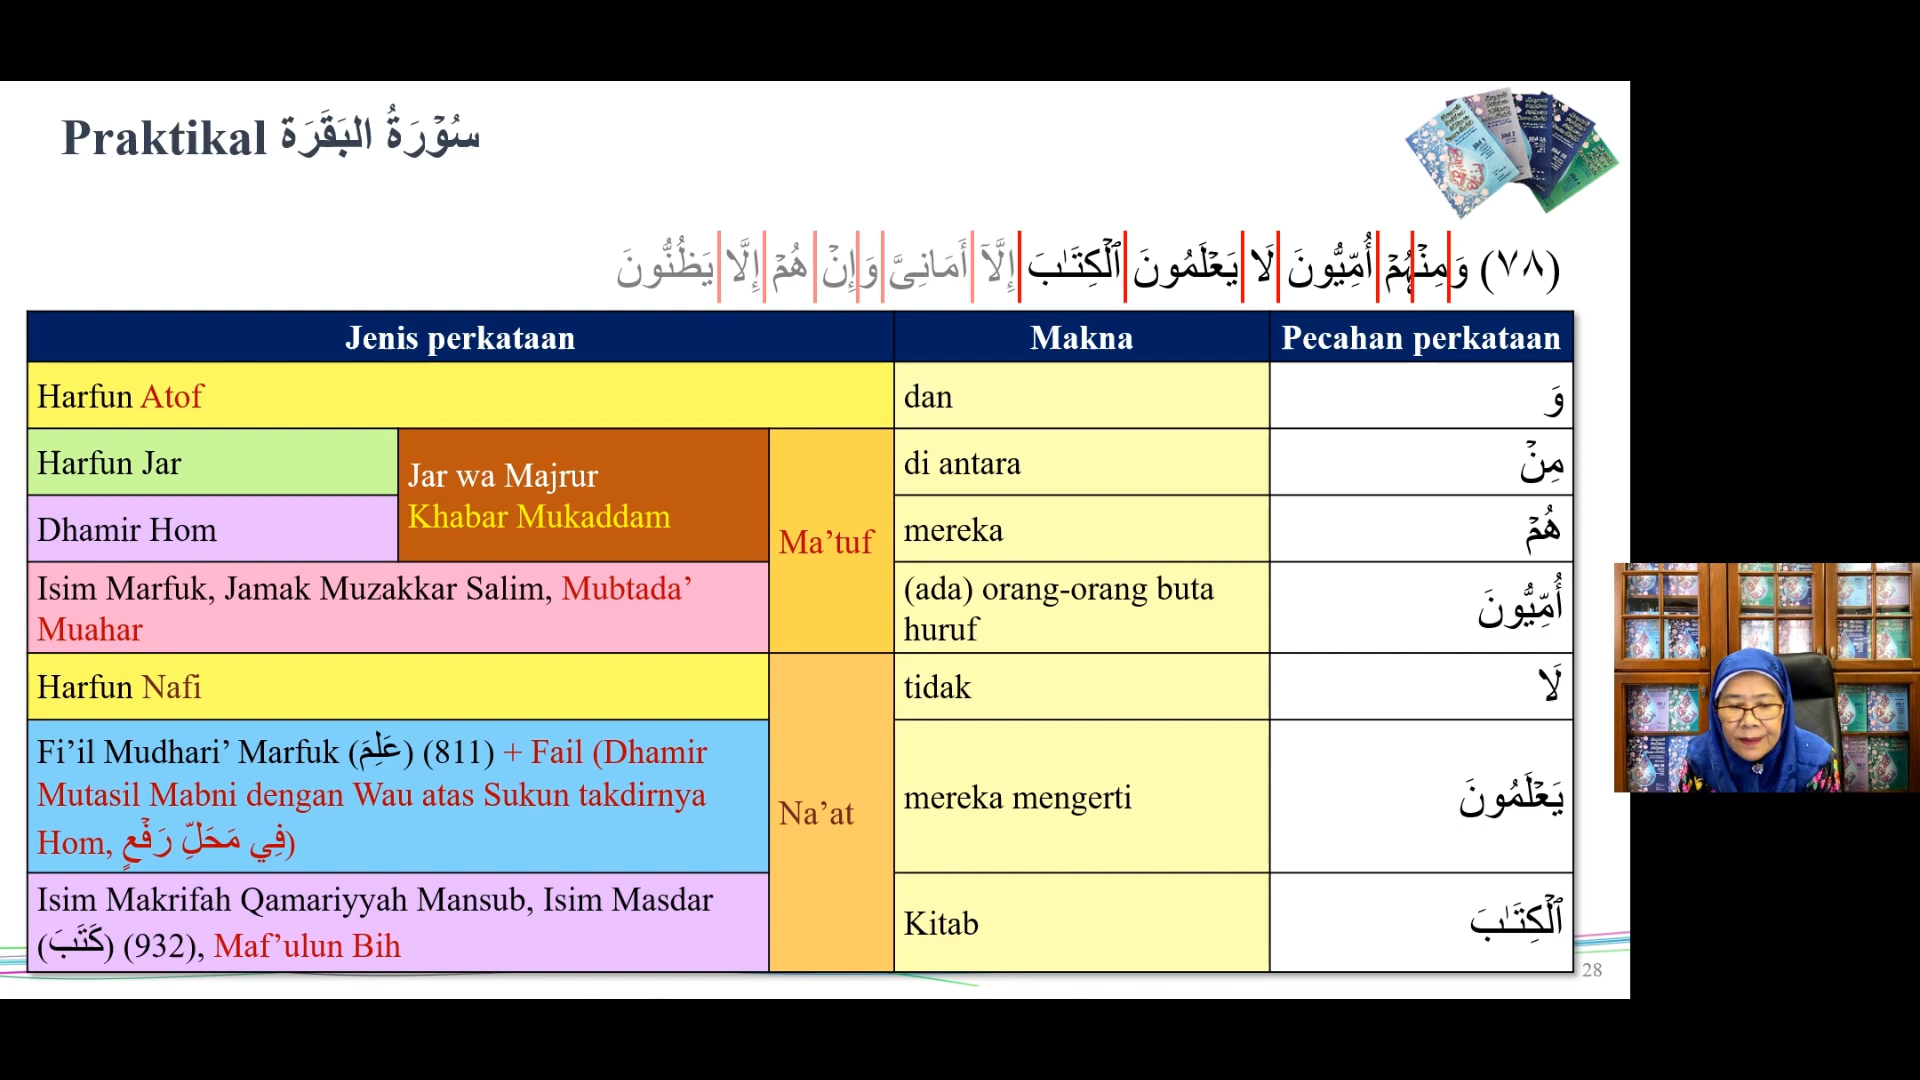 Praktikal سُوْرَةُ البَقَرَة
(٧٨) وَمِنْهُمْ أُمِّيُّونَ لَا يَعْلَمُونَ ٱلْكِتَـٰبَ إِلَّآ أَمَانِىَّ وَإِنْ هُمْ إِلَّا يَظُنُّونَ
Jenis perkataan Makna Pecahan perkataan
Harfun Atof dan وَ
Harfun Jar di antara مِنْ
Jar wa Majrur
Khabar Mukaddam
Dhamir Hom mereka هُمْ
Ma’tuf
Isim Marfuk, Jamak Muzakkar Salim, Mubtada’
Muahar
(ada) orang-orang buta
huruf
أُمِّيُّونَ
Harfun Nafi tidak لَا
Fi’il Mudhari’ Marfuk (عَلِمَ) (811) + Fail (Dhamir
Mutasil Mabni dengan Wau atas Sukun takdirnya
Hom, فِي مَحَلِّ رَفْعٍ)
Na’at
mereka mengerti يَعْلَمُونَ
Isim Makrifah Qamariyyah Mansub, Isim Masdar
(كَتَبَ) (932), Maf’ulun Bih
Kitab ٱلْكِتَـٰبَ
28